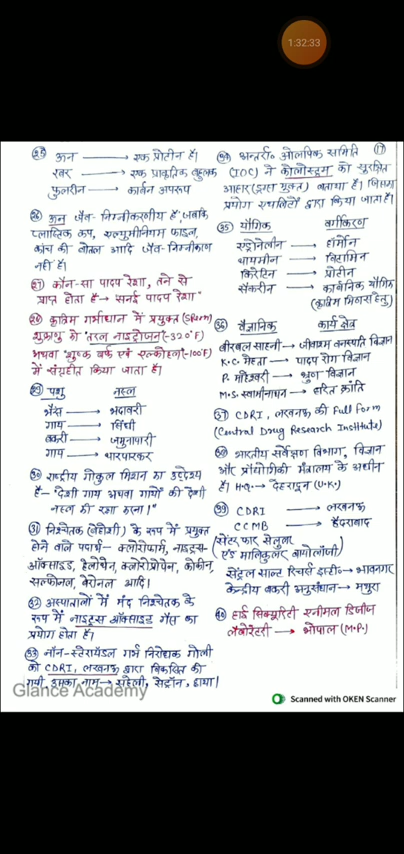 1:32:33
(25) ऊन → एक प्रोटीन है।
रबर → एक प्राकृतिक बहुलक
फुलरीन → कार्बन अपरूप
(26) ऊन जैव-निम्नीकरणीय है जबकि
प्लास्टिक कप, एल्युमीनियम फाइल,
कांच की बोतल आदि जैव-निम्नीकरण
नहीं है।
(27) कौन-सा पादप रेशा, तने से
प्राप्त होता है → सनई पादप रेशा"
(28) कृत्रिम गर्भाधान में प्रयुक्त (SPerm)
शुक्राणु को "तरल नाइट्रोजन (-320°F)
अथवा "शुष्क बर्फ एवं एल्कोहल (-100°F)
में संग्रहीत किया जाता है।
(29) पशु नस्ल
भैंस → भदावरी
गाय → सिंधी
बकरी → जमुनापारी
गाय → थारपारकर
(30) राष्ट्रीय गोकुल मिशन का उद्देश्य
है - "देशी गाय अथवा गायों की देशी
नस्ल की रक्षा करना।"
(31) निश्चेतक (बेहोशी) के रूप में प्रयुक्त
होने वाले पदार्थ - क्लोरोफार्म, नाइट्रस-
ऑक्साइड, हैलोथेन, क्लोरोप्रोपेन, कोकीन,
सल्फोनल, वेरोनल आदि।
(32) अस्पतालों में मंद निश्चेतक के
रूप में नाइट्रस ऑक्साइड गैस का
प्रयोग होता है।
(33) नॉन-स्टेरायडल गर्भ निरोधक गोली
को CDRI, लखनऊ द्वारा विकसित की
गयी उसका नाम → सहेली, सेंट्रॉन, छाया।
(17)
(34) अन्तर्रा० ओलंपिक समिति
(IOC) ने कोलोस्ट्रम को सुरक्षित
आहार बताया है। जिसका
प्रयोग एथलिटों द्वारा किया जाता है।
(35) यौगिक वर्गीकरण
एण्ड्रोजन → हॉर्मोन
थायमीन → विटामिन
किरेटिन → प्रोटीन
सैकरीन → कार्बनिक यौगिक
(कृत्रिम मिठास हेतु)
(36) वैज्ञानिक कार्य क्षेत्र
बीरबल साहनी → जीवाश्म वनस्पति विज्ञान
K.C. मेहता → पादप रोग विज्ञान
P. महेश्वरी → भ्रूण विज्ञान
M.S. स्वामीनाथन → हरित क्रांति
(37) CDRI, लखनऊ की Full Form
(Central Drug Research Institute)
(38) भारतीय सर्वेक्षण विभाग, विज्ञान
और प्रौद्योगिकी मंत्रालय के अधीन
है। H.Q. → देहरादून (U.K.)
(39) CDRI → लखनऊ
CCMB → हैदराबाद
(सेंटर फार सेलुलर
एंड मालिकुलर बायोलॉजी)
सेंट्रल साल्ट रिसर्च इंस्टी० → भावनगर
केन्द्रीय बकरी अनुसंधान → मथुरा
(40) हाई सिक्यूरिटी एनीमल डिजीज
लैबोरेटरी → भोपाल (M.P.)
Glance Academy
Scanned with OKEN Scanner